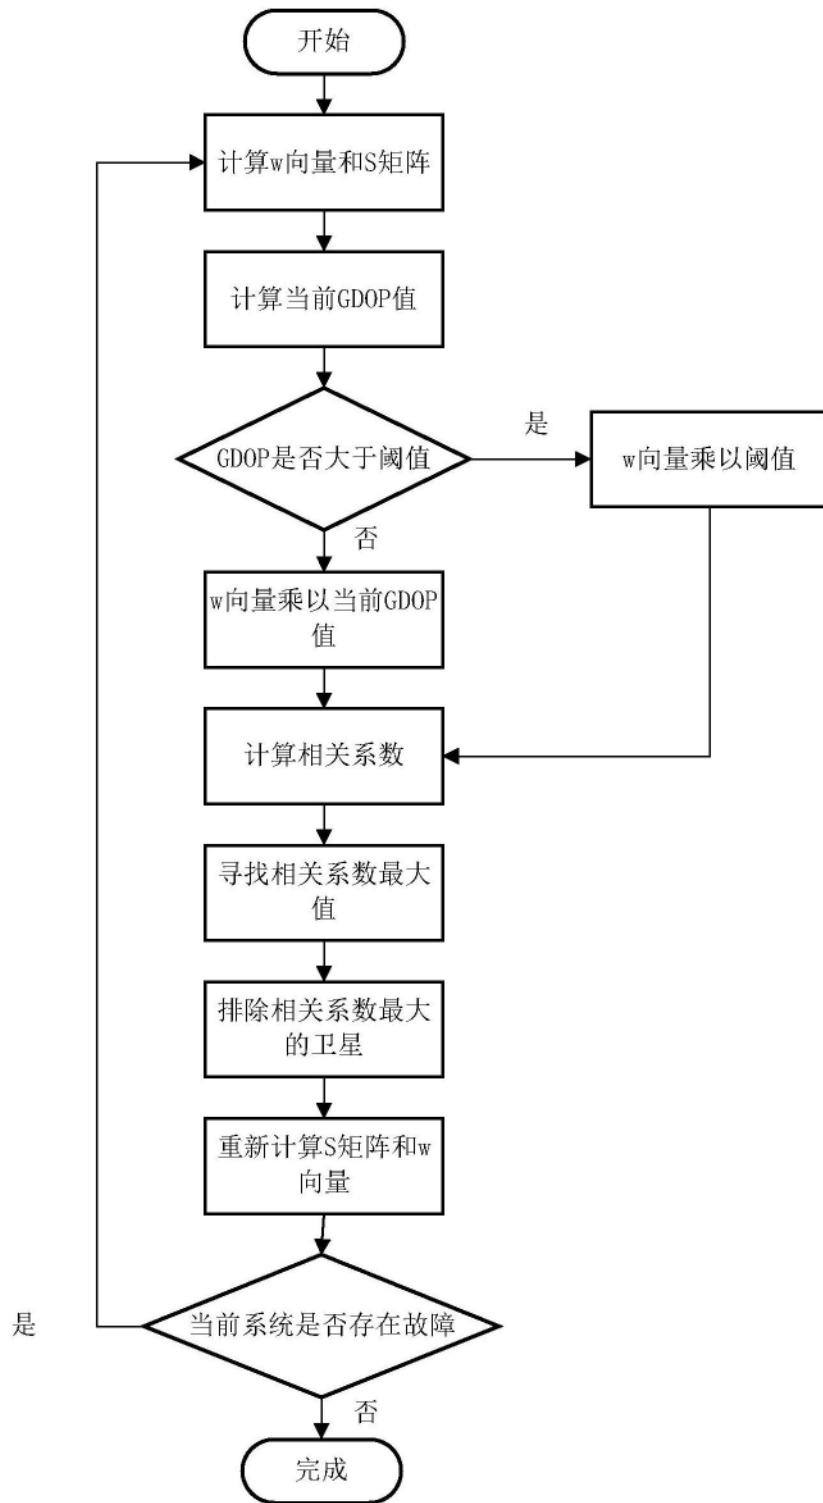 开始
计算w向量和S矩阵
计算当前GDOP值
GDOP是否大于阈值
是
w向量乘以阈值
否
w向量乘以当前GDOP
值
计算相关系数
寻找相关系数最大
值
排除相关系数最大
的卫星
重新计算S矩阵和w
向量
当前系统是否存在故障
是
否
完成